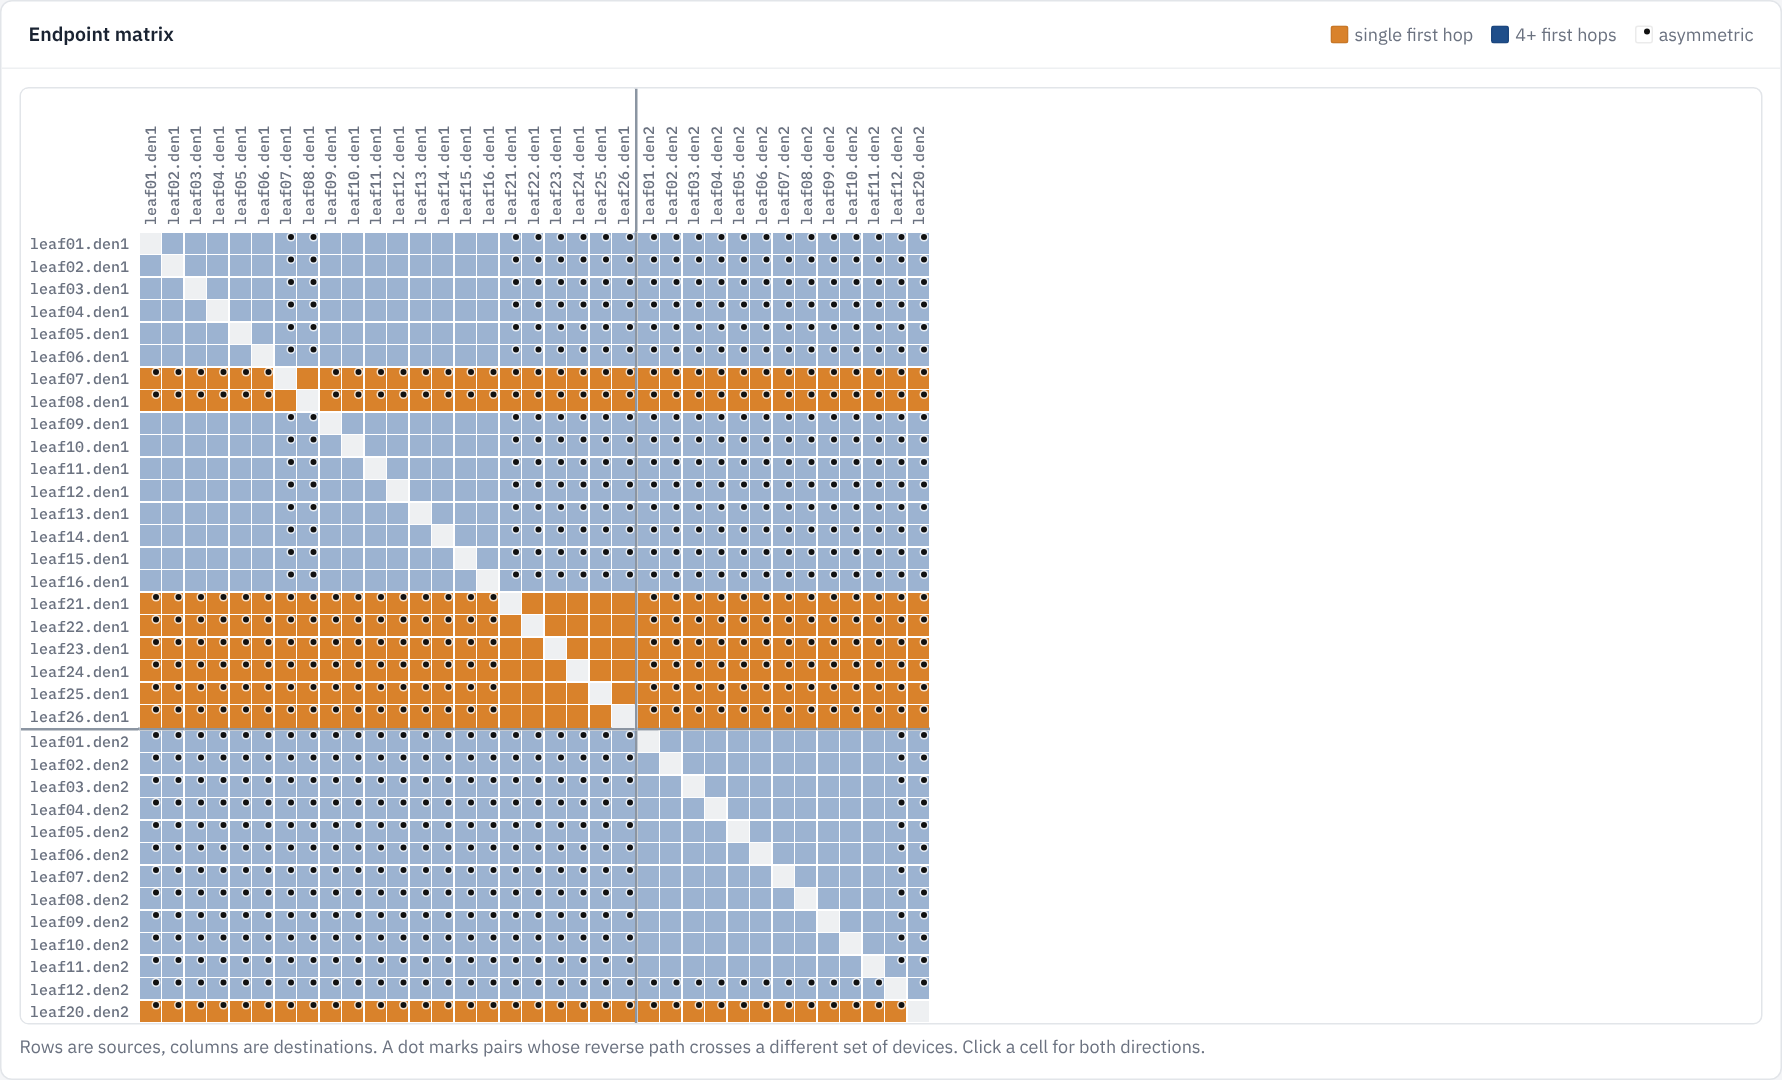 Endpoint matrix
single first hop
4+ first hops
asymmetric
leaf01.den1
leaf02.den1
leaf03.den1
leaf04.den1
leaf05.den1
leaf06.den1
leaf07.den1
leaf08.den1
leaf09.den1
leaf10.den1
leaf11.den1
leaf12.den1
leaf13.den1
leaf14.den1
leaf15.den1
leaf16.den1
leaf21.den1
leaf22.den1
leaf23.den1
leaf24.den1
leaf25.den1
leaf26.den1
leaf01.den2
leaf02.den2
leaf03.den2
leaf04.den2
leaf05.den2
leaf06.den2
leaf07.den2
leaf08.den2
leaf09.den2
leaf10.den2
leaf11.den2
leaf12.den2
leaf20.den2
leaf01.den1
leaf02.den1
leaf03.den1
leaf04.den1
leaf05.den1
leaf06.den1
leaf07.den1
leaf08.den1
leaf09.den1
leaf10.den1
leaf11.den1
leaf12.den1
leaf13.den1
leaf14.den1
leaf15.den1
leaf16.den1
leaf21.den1
leaf22.den1
leaf23.den1
leaf24.den1
leaf25.den1
leaf26.den1
leaf01.den2
leaf02.den2
leaf03.den2
leaf04.den2
leaf05.den2
leaf06.den2
leaf07.den2
leaf08.den2
leaf09.den2
leaf10.den2
leaf11.den2
leaf12.den2
leaf20.den2
Rows are sources, columns are destinations. A dot marks pairs whose reverse path crosses a different set of devices. Click a cell for both directions.